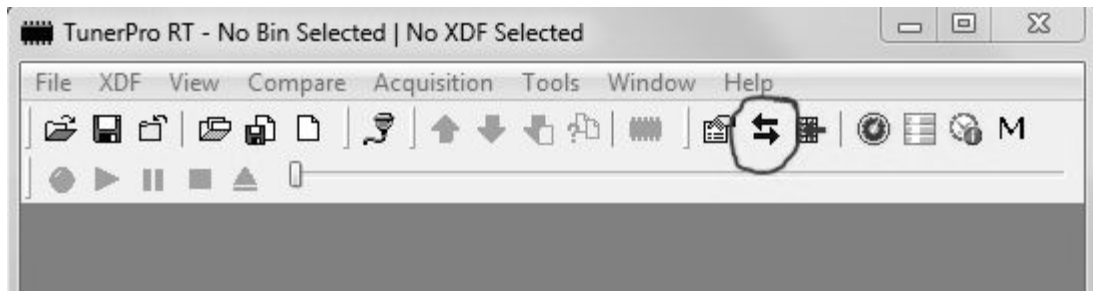 TunerPro RT - No Bin Selected | No XDF Selected
File XDF View Compare Acquisition Tools Window Help
M